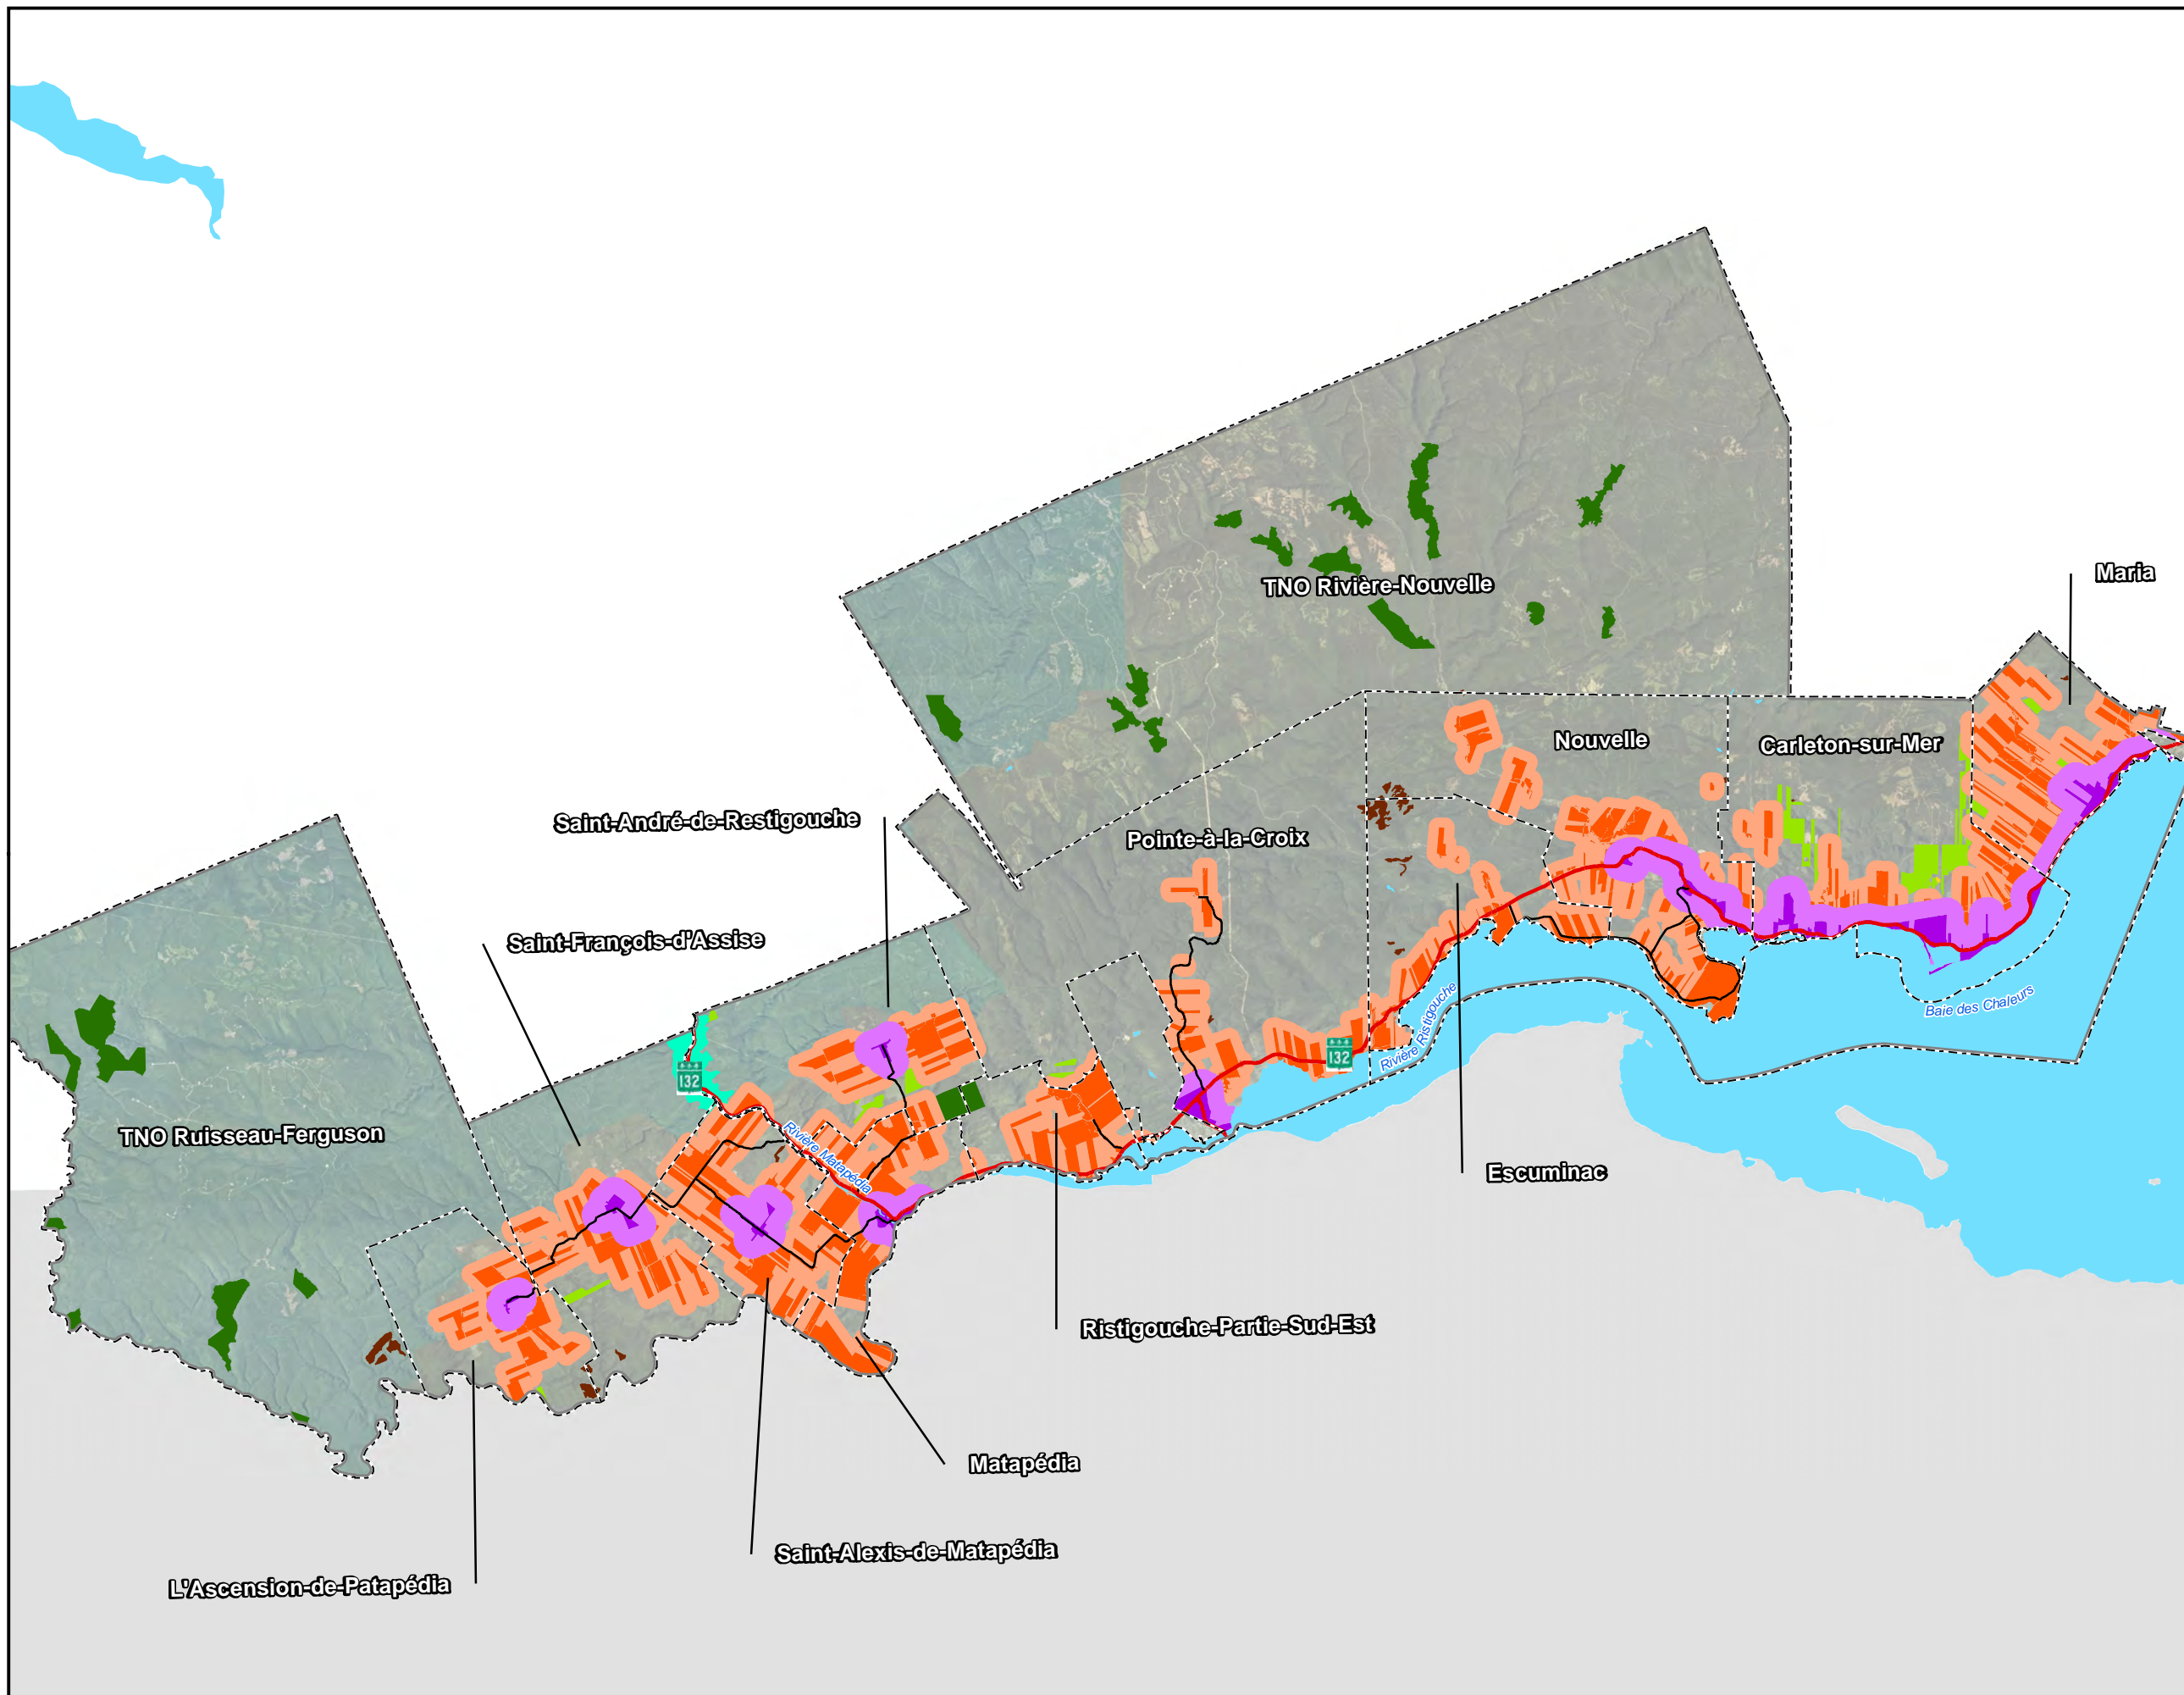 Maria
TNO Rivière-Nouvelle
Nouvelle
Carleton-sur-Mer
Saint-André-de-Restigouche
Pointe-à-la-Croix
Saint-François-d'Assise
Baie des Chaleurs
Rivière Ristigouche
132
132
TNO Ruisseau-Ferguson
Rivière Matapédia
Escuminac
Ristigouche-Partie-Sud-Est
Matapédia
Saint-Alexis-de-Matapédia
L'Ascension-de-Patapédia